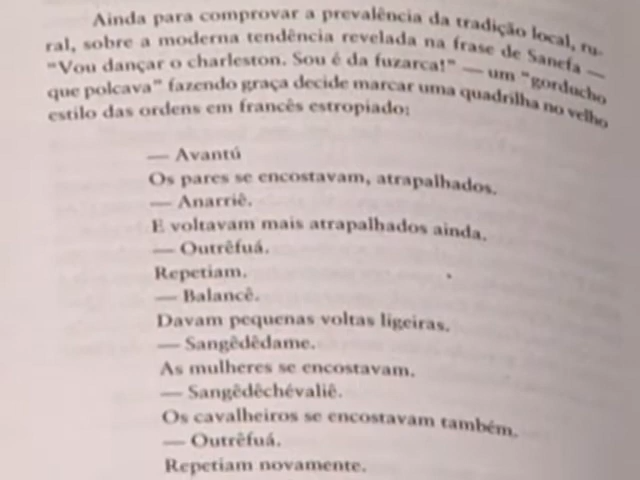 Ainda para comprovar a prevalência da tradição local, ru-
ral, sobre a moderna tendência revelada na frase de Sanefa —
"Vou dançar o charleston. Sou é da fuzarca!" — um "gorducho
que polcava" fazendo graça decide marcar uma quadrilha no velho
estilo das ordens em francês estropiado:
— Avantú
Os pares se encostavam, atrapalhados.
— Anarriê.
E voltavam mais atrapalhados ainda.
— Outrêfuá.
Repetiam.
— Balancê.
Davam pequenas voltas ligeiras.
— Sangêdêdame.
As mulheres se encostavam.
— Sangêdêchévaliê.
Os cavalheiros se encostavam também.
— Outrêfuá.
Repetiam novamente.